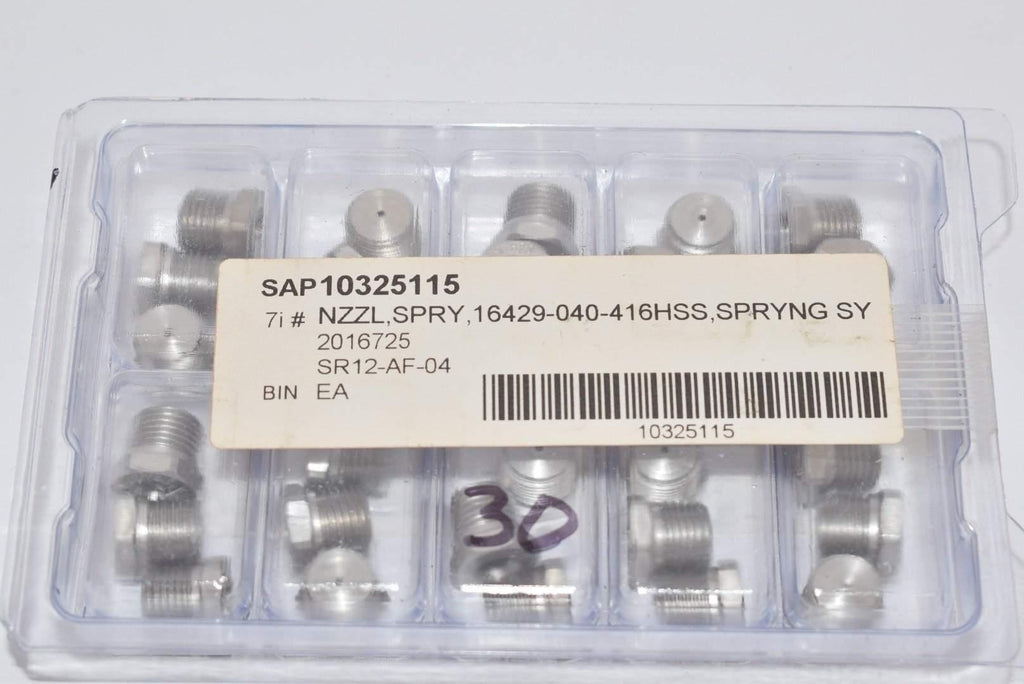 SAP10325115
7i # NZZL,SPRY,16429-040-416HSS,SPRYNG SY
2016725
SR12-AF-04
BIN EA
10325115
30